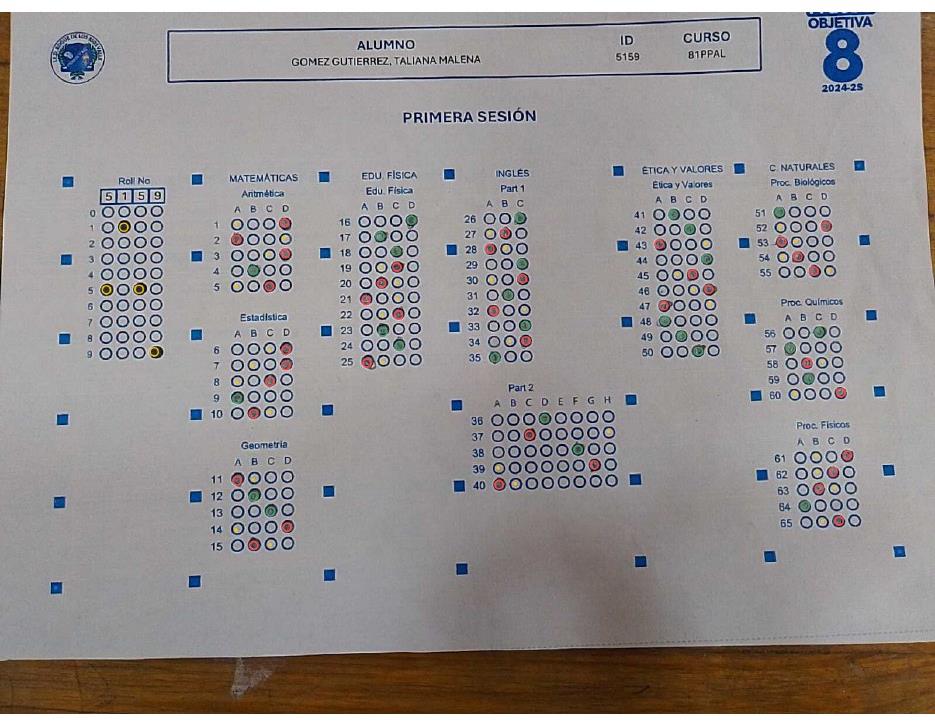 OBJETIVA
8
2024-25
ALUMNO
GOMEZ GUTIERREZ, TALIANA MALENA
ID
5159
CURSO
81PPAL
PRIMERA SESIÓN
Roll No
5 1 5 9
0
1
2
3
4
5
6
7
8
9
MATEMÁTICAS
Aritmética
A B C D
1
2
3
4
5
Estadística
A B C D
6
7
8
9
10
Geometría
A B C D
11
12
13
14
15
EDU. FÍSICA
Edu. Física
A B C D
16
17
18
19
20
21
22
23
24
25
INGLÉS
Part 1
A B C
26
27
28
29
30
31
32
33
34
35
Part 2
A B C D E F G H
36
37
38
39
40
ÉTICA Y VALORES
Ética y Valores
A B C D
41
42
43
44
45
46
47
48
49
50
C. NATURALES
Proc. Biológicos
A B C D
51
52
53
54
55
Proc. Químicos
A B C D
56
57
58
59
60
Proc. Físicos
A B C D
61
62
63
64
65